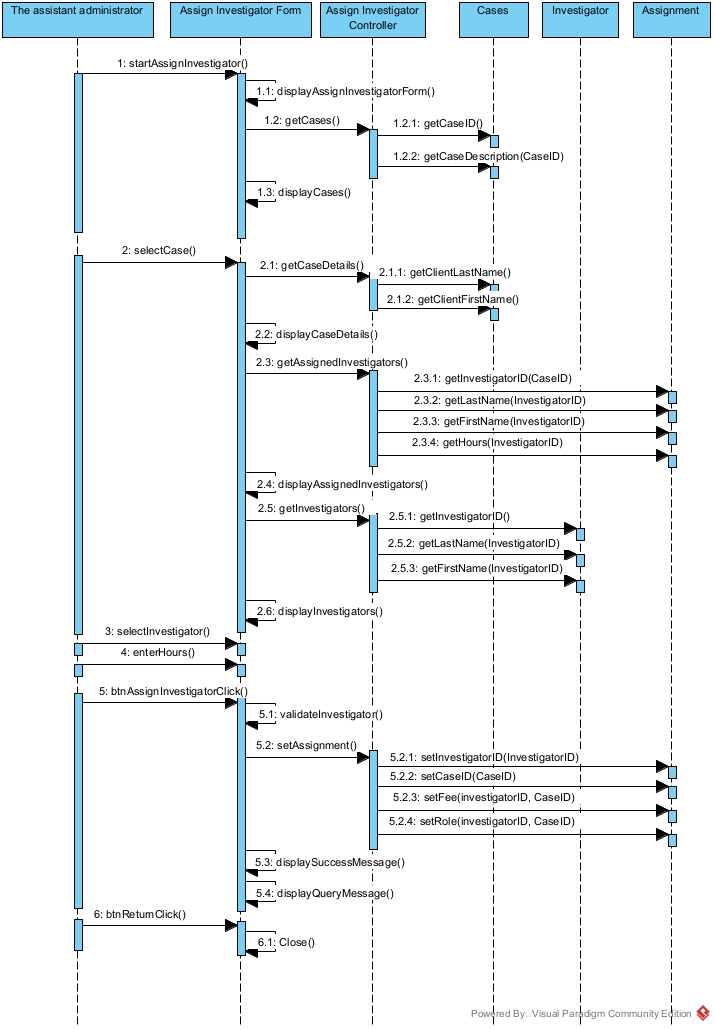 The assistant administrator
Assign Investigator Form
Assign Investigator
Controller
Cases
Investigator
Assignment
1: startAssignInvestigator()
1.1: displayAssignInvestigatorForm()
1.2: getCases()
1.2.1: getCaseID()
1.2.2: getCaseDescription(CaseID)
1.3: displayCases()
2: selectCase()
2.1: getCaseDetails()
2.1.1: getClientLastName()
2.1.2: getClientFirstName()
2.2: displayCaseDetails()
2.3: getAssignedInvestigators()
2.3.1: getInvestigatorID(CaseID)
2.3.2: getLastName(InvestigatorID)
2.3.3: getFirstName(InvestigatorID)
2.3.4: getHours(InvestigatorID)
2.4: displayAssignedInvestigators()
2.5: getInvestigators()
2.5.1: getInvestigatorID()
2.5.2: getLastName(InvestigatorID)
2.5.3: getFirstName(InvestigatorID)
2.6: displayInvestigators()
3: selectInvestigator()
4: enterHours()
5: btnAssignInvestigatorClick()
5.1: validateInvestigator()
5.2: setAssignment()
5.2.1: setInvestigatorID(InvestigatorID)
5.2.2: setCaseID(CaseID)
5.2.3: setFee(investigatorID, CaseID)
5.2.4: setRole(investigatorID, CaseID)
5.3: displaySuccessMessage()
5.4: displayQueryMessage()
6: btnReturnClick()
6.1: Close()
Powered By Visual Paradigm Community Edition